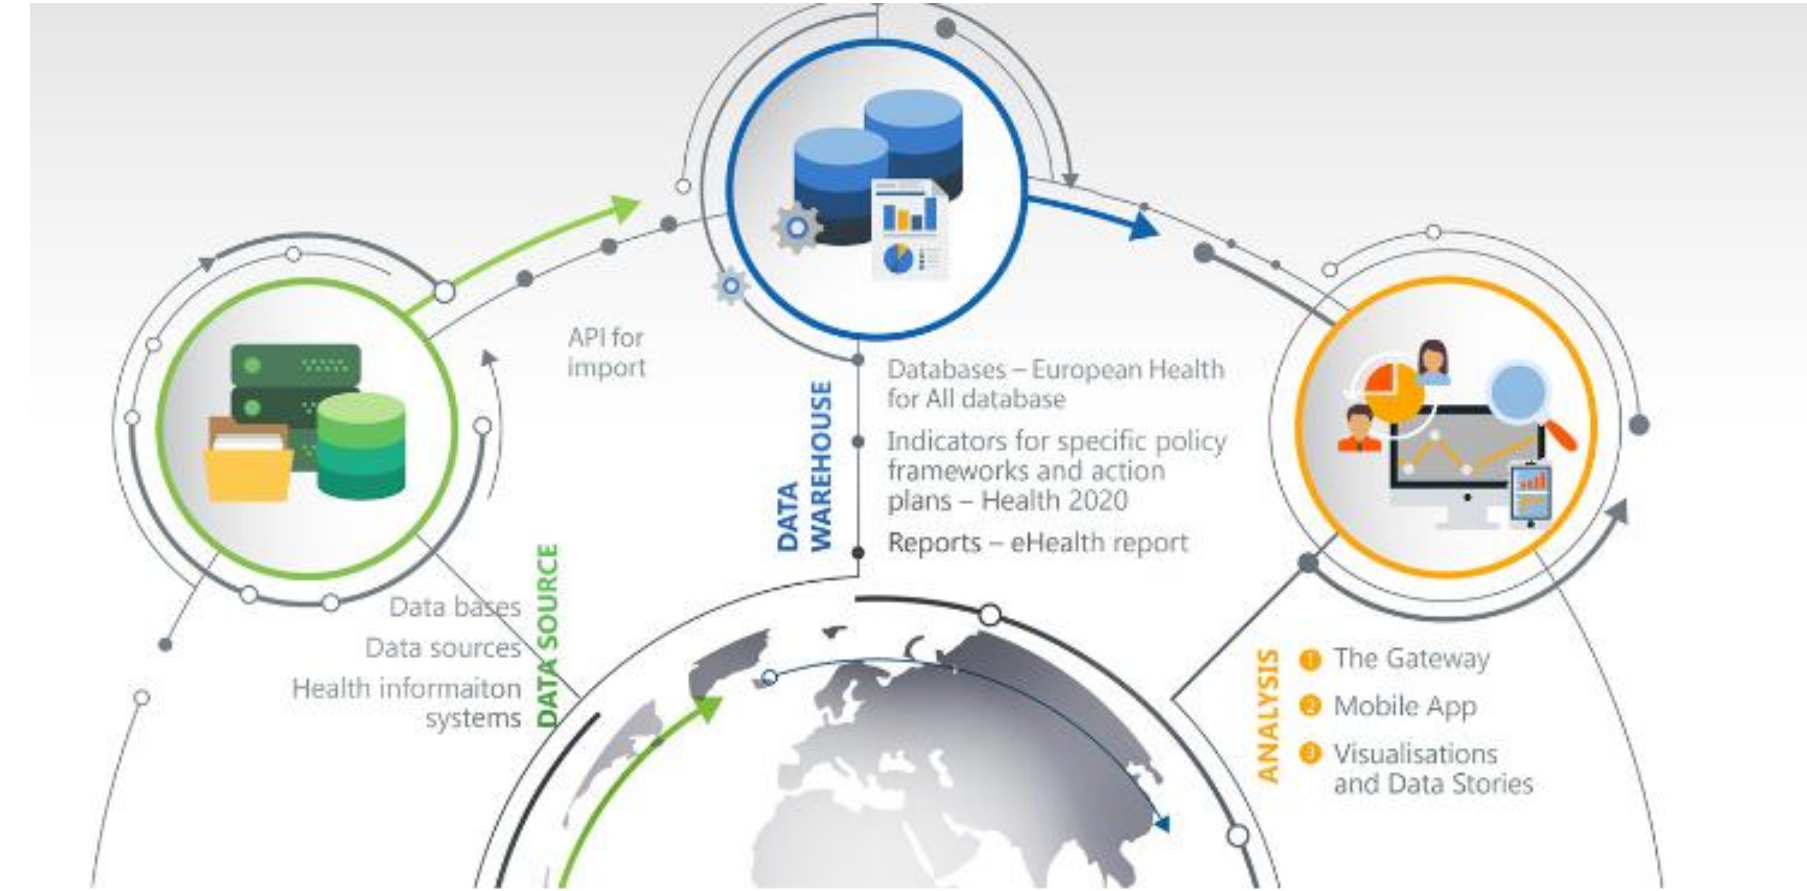 API for
import
DATA SOURCE
Data bases
Data sources
Health informaiton
systems
DATA
WAREHOUSE
Databases – European Health
for All database
Indicators for specific policy
frameworks and action
plans – Health 2020
Reports – eHealth report
ANALYSIS
1 The Gateway
2 Mobile App
3 Visualisations
and Data Stories